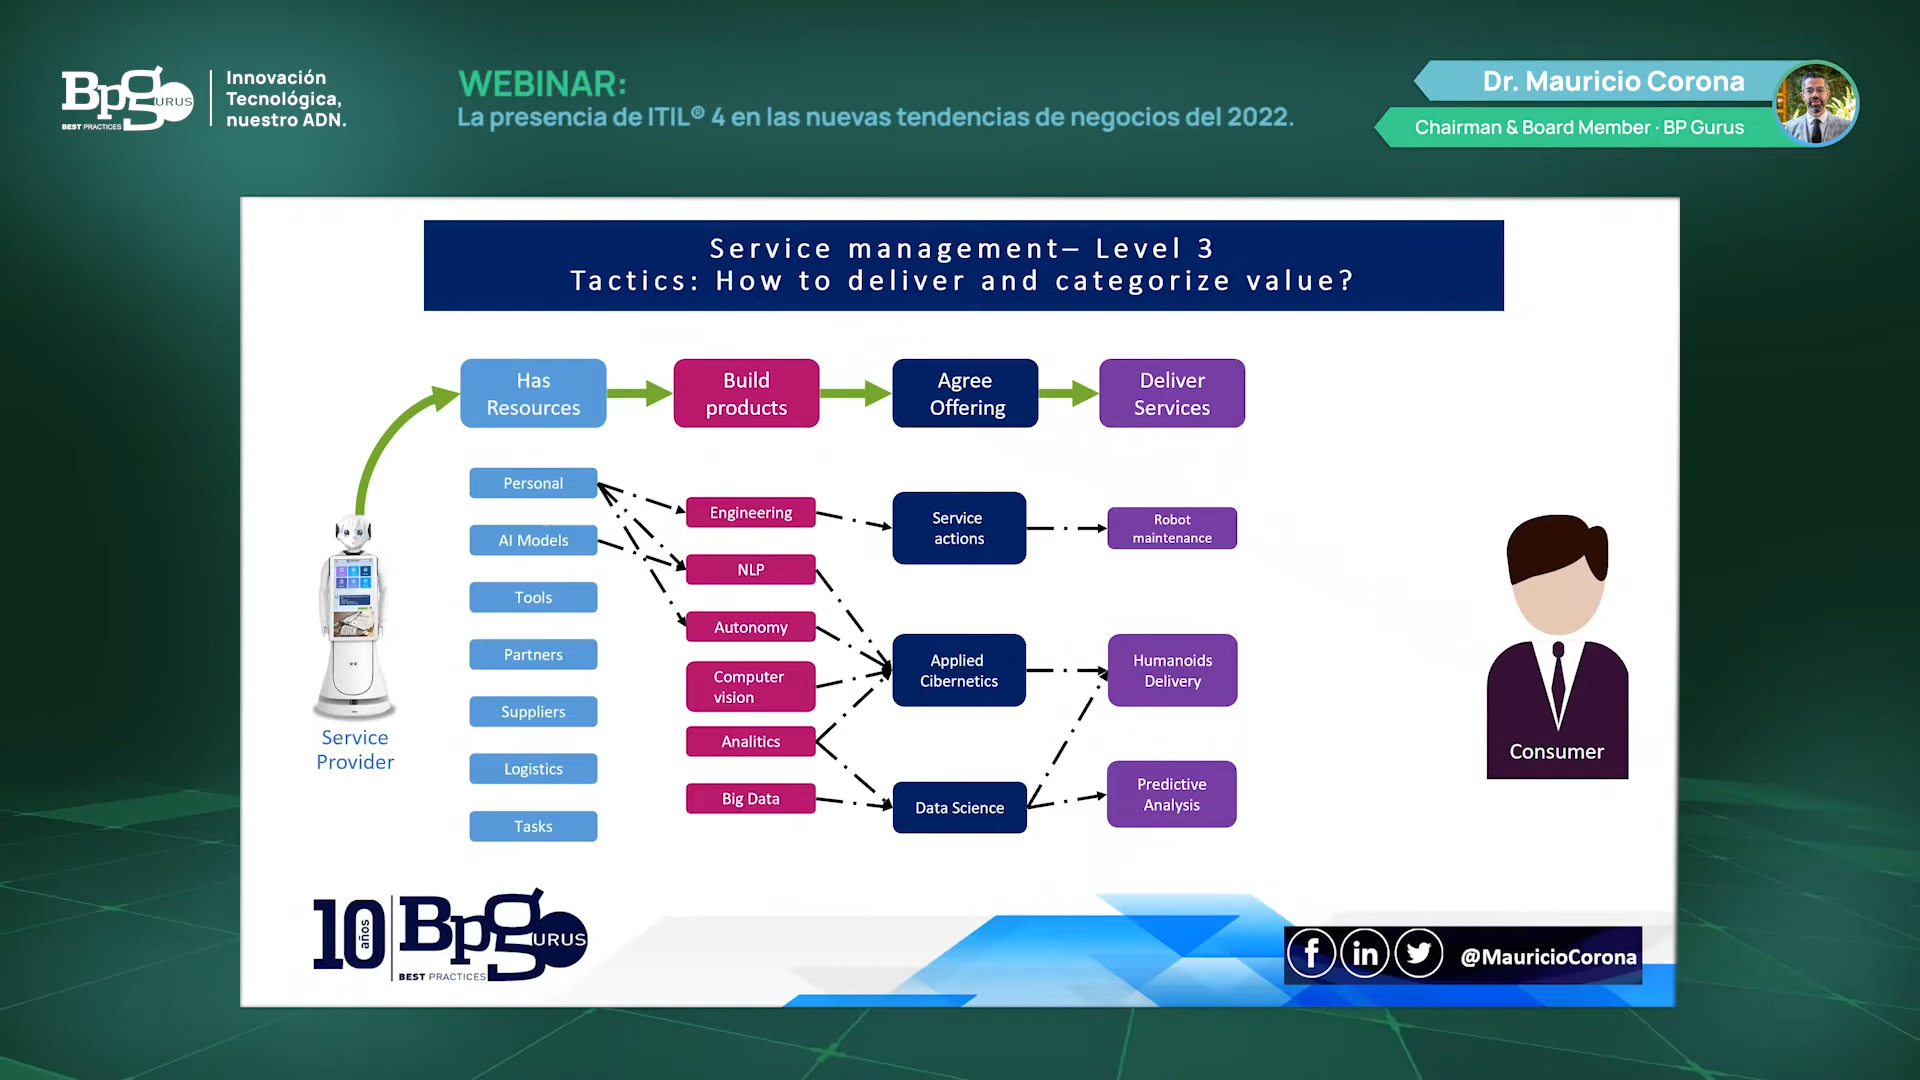 Bpg
URUS
BEST PRACTICES
Innovación
Tecnológica,
nuestro ADN.
WEBINAR:
La presencia de ITIL® 4 en las nuevas tendencias de negocios del 2022.
Dr. Mauricio Corona
Chairman & Board Member · BP Gurus
Service management– Level 3
Tactics: How to deliver and categorize value?
Has
Resources
Build
products
Agree
Offering
Deliver
Services
Personal
AI Models
Tools
Partners
Suppliers
Logistics
Tasks
Engineering
NLP
Autonomy
Computer
vision
Analitics
Big Data
Service
actions
Applied
Cibernetics
Data Science
Robot
maintenance
Humanoids
Delivery
Predictive
Analysis
Service
Provider
Consumer
10
años
Bpg
URUS
BEST PRACTICES
f
in
@MauricioCorona